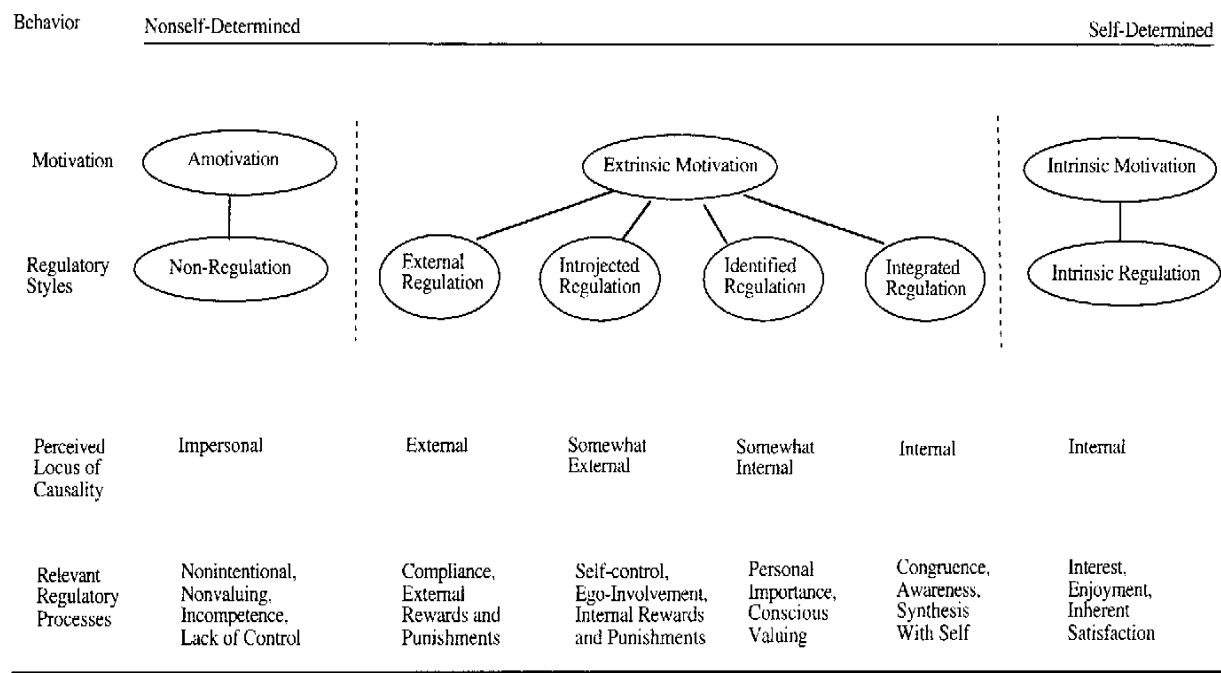 Behavior
Nonself-Determined
Self-Determined
Motivation
Amotivation
Extrinsic Motivation
Intrinsic Motivation
Regulatory
Styles
Non-Regulation
External
Regulation
Introjected
Regulation
Identified
Regulation
Integrated
Regulation
Intrinsic Regulation
Perceived
Locus of
Causality
Impersonal
External
Somewhat
External
Somewhat
Internal
Internal
Internal
Relevant
Regulatory
Processes
Nonintentional,
Nonvaluing,
Incompetence,
Lack of Control
Compliance,
External
Rewards and
Punishments
Self-control,
Ego-Involvement,
Internal Rewards
and Punishments
Personal
Importance,
Conscious
Valuing
Congruence,
Awareness,
Synthesis
With Self
Interest,
Enjoyment,
Inherent
Satisfaction